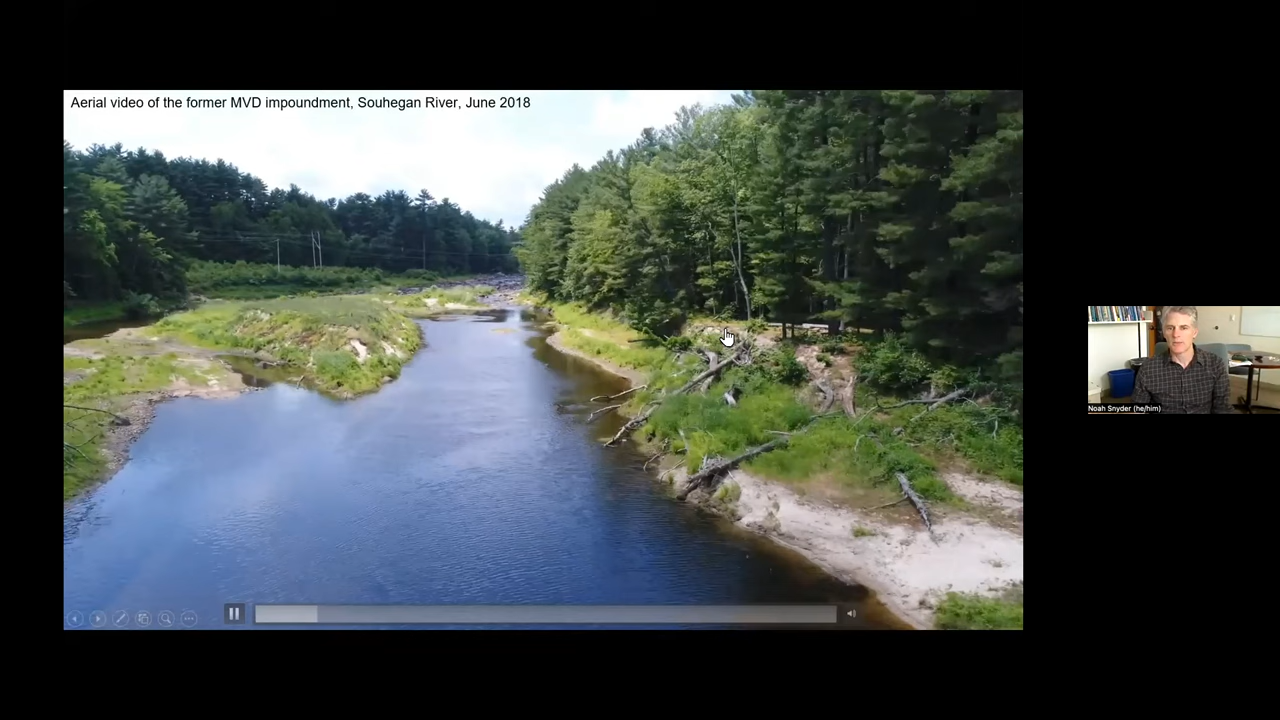 Aerial video of the former MVD impoundment, Souhegan River, June 2018
Noah Snyder (he/him)